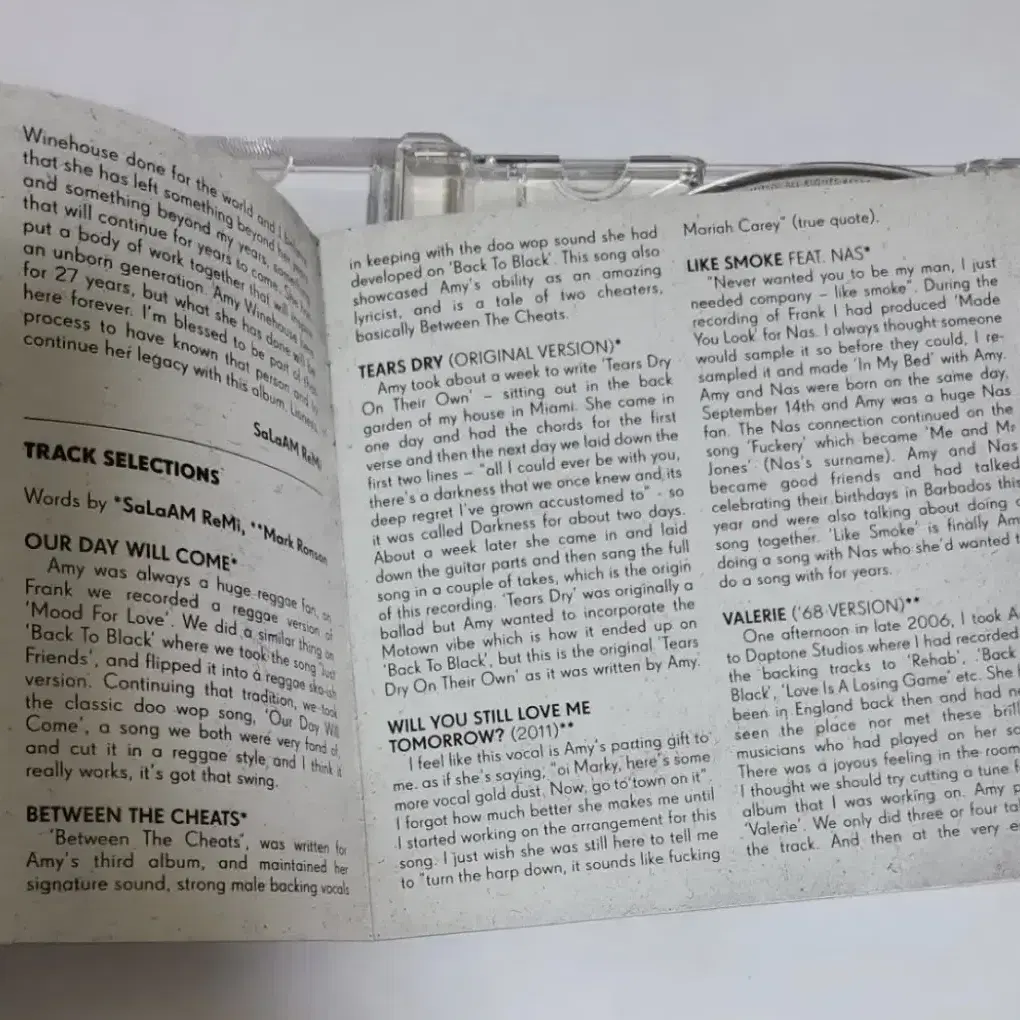 Winehouse done for the world and I believe
that she has left something beyond her years
and something beyond my years, something
that will continue for years to come. She has
put a body of work together that will inspire
an unborn generation. Amy Winehouse lived
for 27 years, but what she has done will be
here forever. I'm blessed to be part of that
process to have known that person and to
continue her legacy with this album, Lioness.
SaLaAM ReMi
TRACK SELECTIONS
Words by *SaLaAM ReMi, **Mark Ronson
OUR DAY WILL COME*
Amy was always a huge reggae fan, on
Frank we recorded a reggae version of
'Mood For Love'. We did a similar thing on
'Back To Black' where we took the song 'Just
Friends', and flipped it into a reggae ska-ish
version. Continuing that tradition, we took
the classic doo wop song, 'Our Day Will
Come', a song we both were very fond of,
and cut it in a reggae style and I think it
really works, it's got that swing.
BETWEEN THE CHEATS*
'Between The Cheats', was written for
Amy's third album, and maintained her
signature sound, strong male backing vocals
in keeping with the doo wop sound she had
developed on 'Back To Black'. This song also
showcased Amy's ability as an amazing
lyricist, and is a tale of two cheaters,
basically Between The Cheats.
TEARS DRY (ORIGINAL VERSION)*
Amy took about a week to write 'Tears Dry
On Their Own' – sitting out in the back
garden of my house in Miami. She came in
one day and had the chords for the first
verse and then the next day we laid down the
first two lines – "all I could ever be with you,
there's a darkness that we once knew and its
deep regret I've grown accustomed to" - so
it was called Darkness for about two days.
About a week later she came in and laid
down the guitar parts and then sang the full
song in a couple of takes, which is the origin
of this recording. 'Tears Dry' was originally a
ballad but Amy wanted to incorporate the
Motown vibe which is how it ended up on
'Back To Black', but this is the original 'Tears
Dry On Their Own' as it was written by Amy.
WILL YOU STILL LOVE ME
TOMORROW? (2011)**
I feel like this vocal is Amy's parting gift to
me. as if she's saying, "oi Marky, here's some
more vocal gold dust. Now, go to town on it"
I forgot how much better she makes me until
I started working on the arrangement for this
song. I just wish she was still here to tell me
to "turn the harp down, it sounds like fucking
Mariah Carey" (true quote).
LIKE SMOKE FEAT. NAS*
"Never wanted you to be my man, I just
needed company – like smoke". During the
recording of Frank I had produced 'Made
You Look' for Nas. I always thought someone
would sample it so before they could, I re-
sampled it and made 'In My Bed' with Amy.
Amy and Nas were born on the same day,
September 14th and Amy was a huge Nas
fan. The Nas connection continued on the
song 'Fuckery' which became 'Me and Mr
Jones' (Nas's surname). Amy and Nas
became good friends and had talked
celebrating their birthdays in Barbados this
year and were also talking about doing
song together. 'Like Smoke' is finally
doing a song with Nas who she'd wanted
do a song with for years.
VALERIE ('68 VERSION)**
One afternoon in late 2006, I took
to Daptone Studios where I had recorded
the backing tracks to 'Rehab', 'Back
Black', 'Love Is A Losing Game' etc. She
been in England back then and had
seen the place nor met these
musicians who had played on her
There was a joyous feeling in the room
I thought we should try cutting a tune
album that I was working on. Amy
'Valerie'. We only did three or four
the track. And then at the very